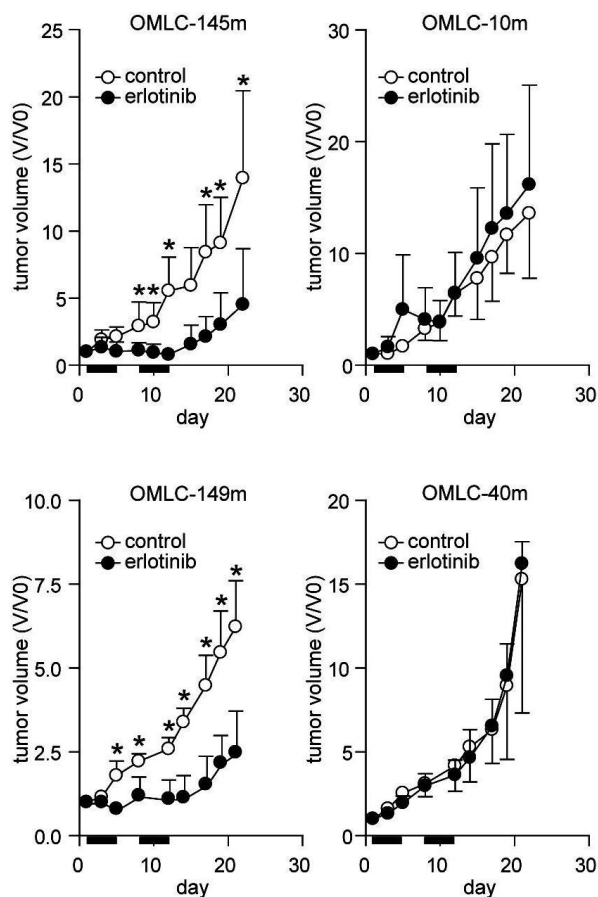 OMLC-145m
25
20
15
10
5
0
tumor volume (V/V0)
control
erlotinib
*
**
*
**
*
0
10
20
30
day
OMLC-10m
30
20
10
0
tumor volume (V/V0)
control
erlotinib
0
10
20
30
day
OMLC-149m
10.0
7.5
5.0
2.5
0.0
tumor volume (V/V0)
control
erlotinib
*
*
*
*
*
*
*
0
10
20
30
day
OMLC-40m
20
15
10
5
0
tumor volume (V/V0)
control
erlotinib
0
10
20
30
day